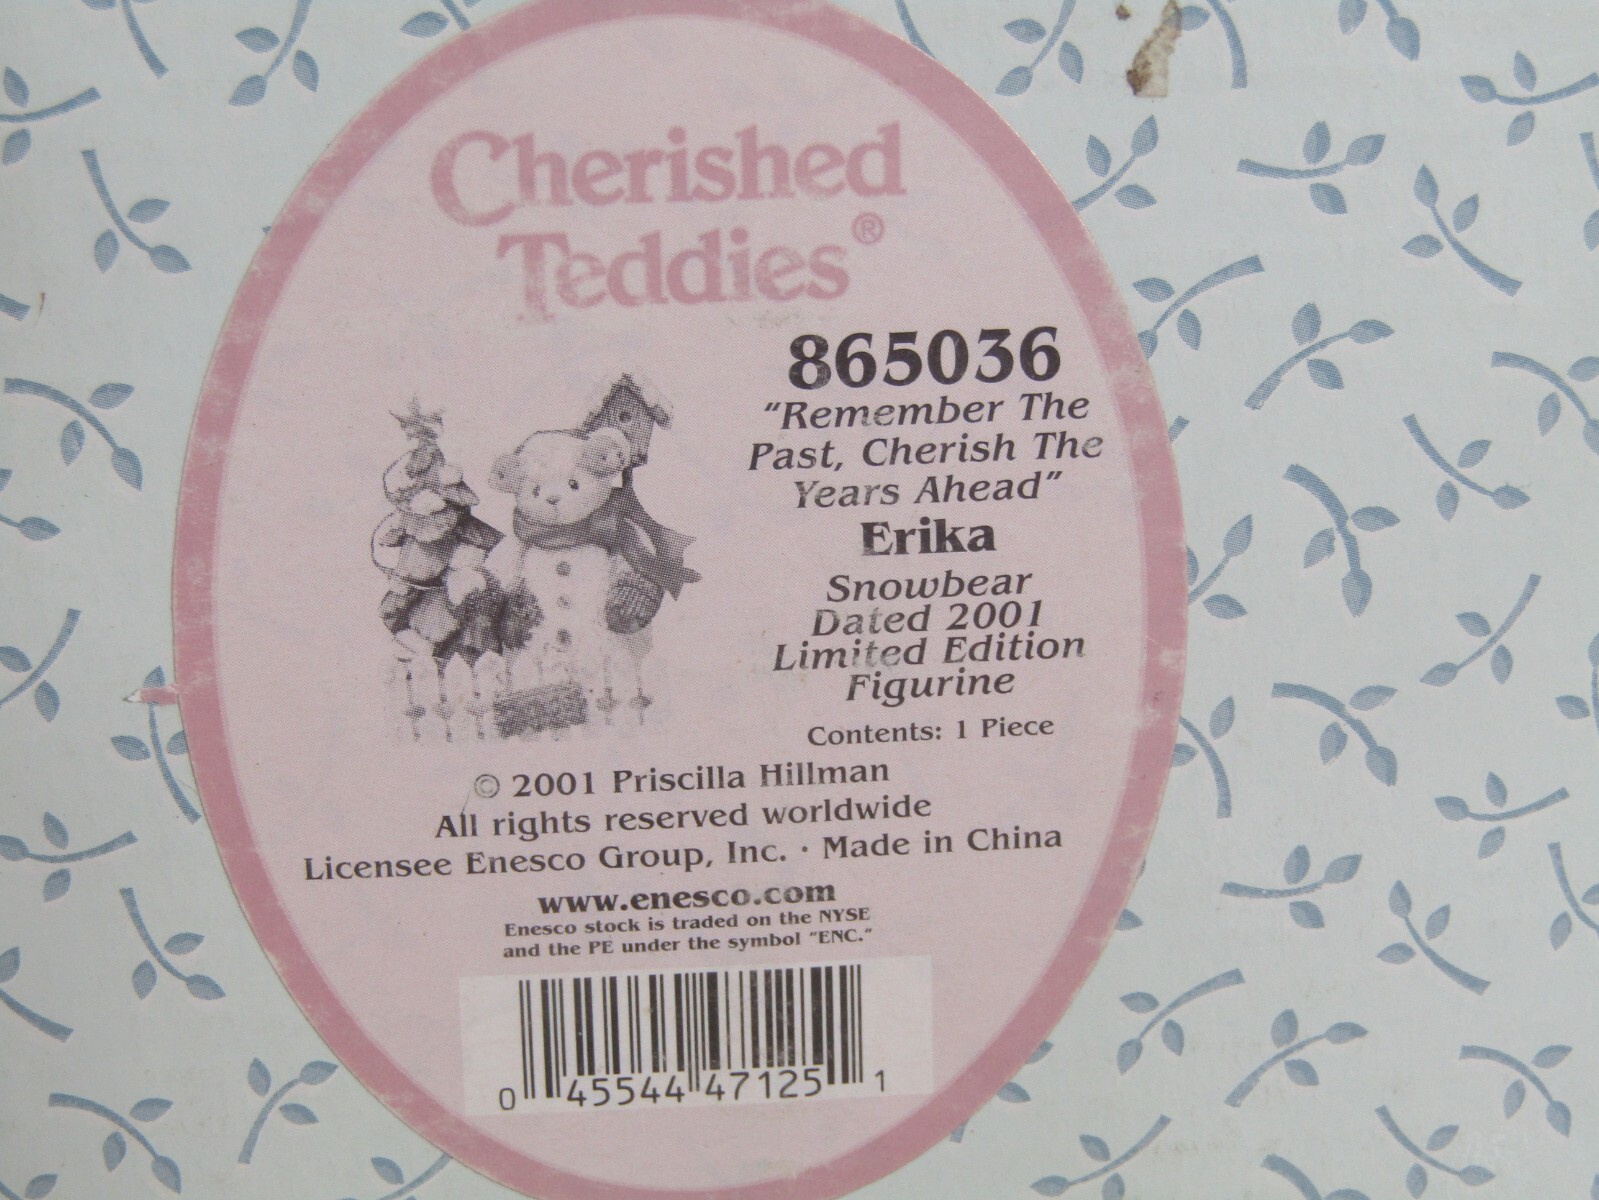 Cherished
Teddies®
865036
"Remember The
Past, Cherish The
Years Ahead"
Erika
Snowbear
Dated 2001
Limited Edition
Figurine
Contents: 1 Piece
© 2001 Priscilla Hillman
All rights reserved worldwide
Licensee Enesco Group, Inc. · Made in China
www.enesco.com
Enesco stock is traded on the NYSE
and the PE under the symbol "ENC."
0 45544 47125 1